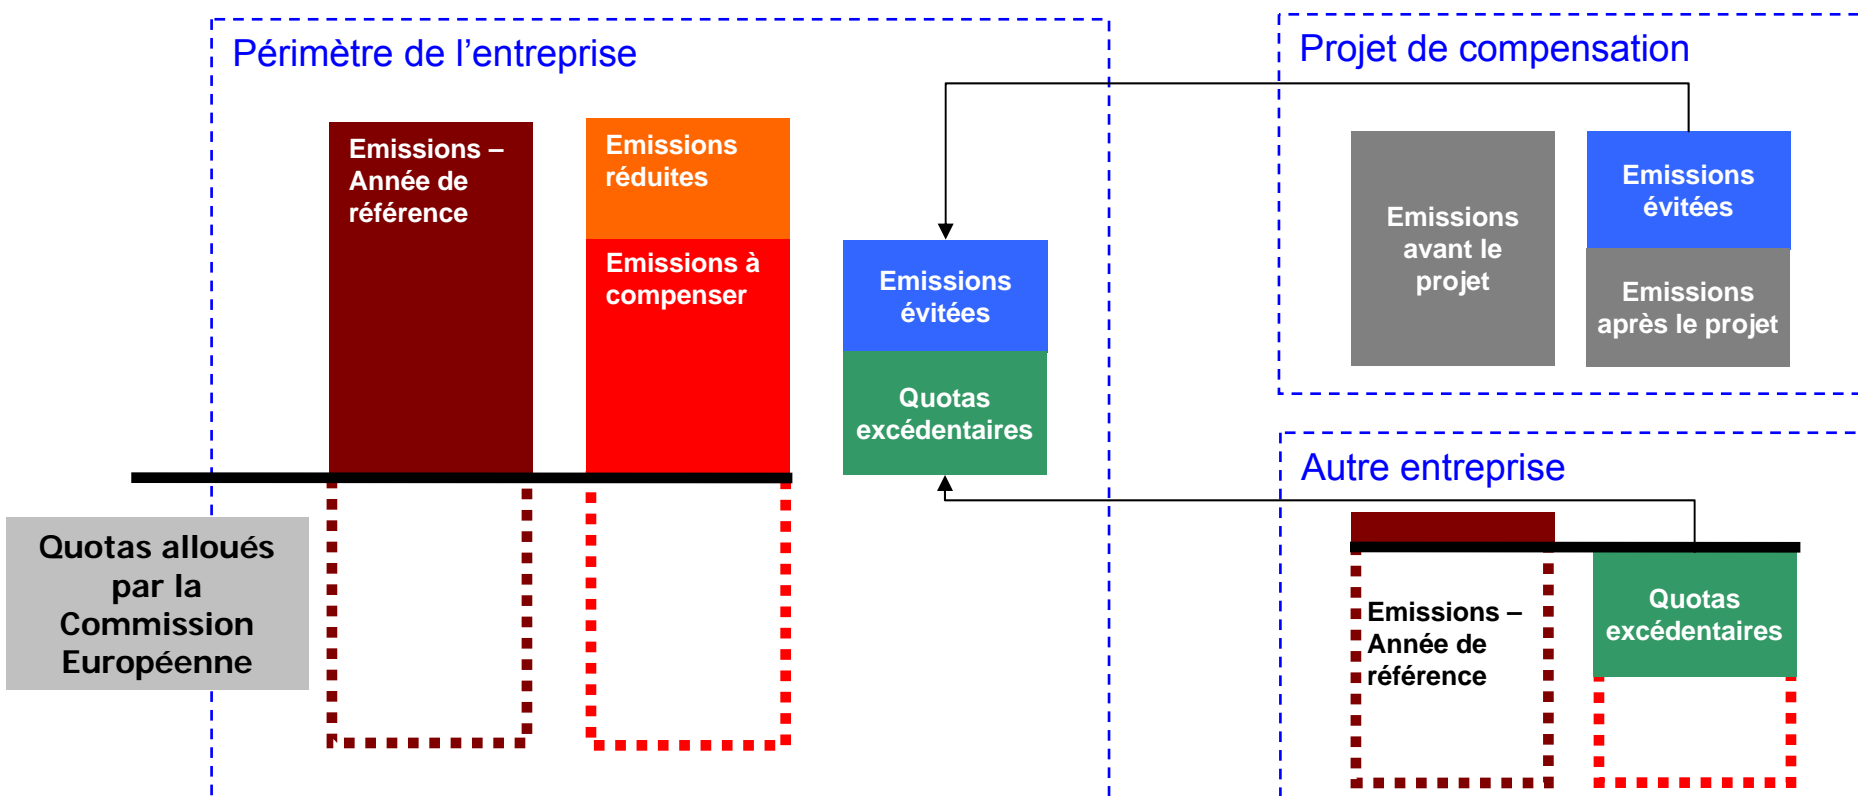 Périmètre de l’entreprise
Emissions –
Année de
référence
Emissions
réduites
Emissions à
compenser
Emissions
évitées
Quotas
excédentaires
Quotas alloués
par la
Commission
Européenne
Projet de compensation
Emissions
avant le
projet
Emissions
évitées
Emissions
après le projet
Autre entreprise
Emissions –
Année de
référence
Quotas
excédentaires